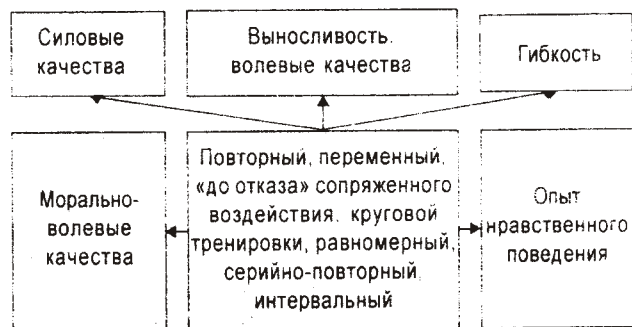 Силовые
качества
Выносливость.
волевые качества
Гибкость
Морально-
волевые
качества
Повторный, переменный,
«до отказа» сопряженного
воздействия, круговой
тренировки, равномерный,
серийно-повторный,
интервальный
Опыт
нравственного
поведения